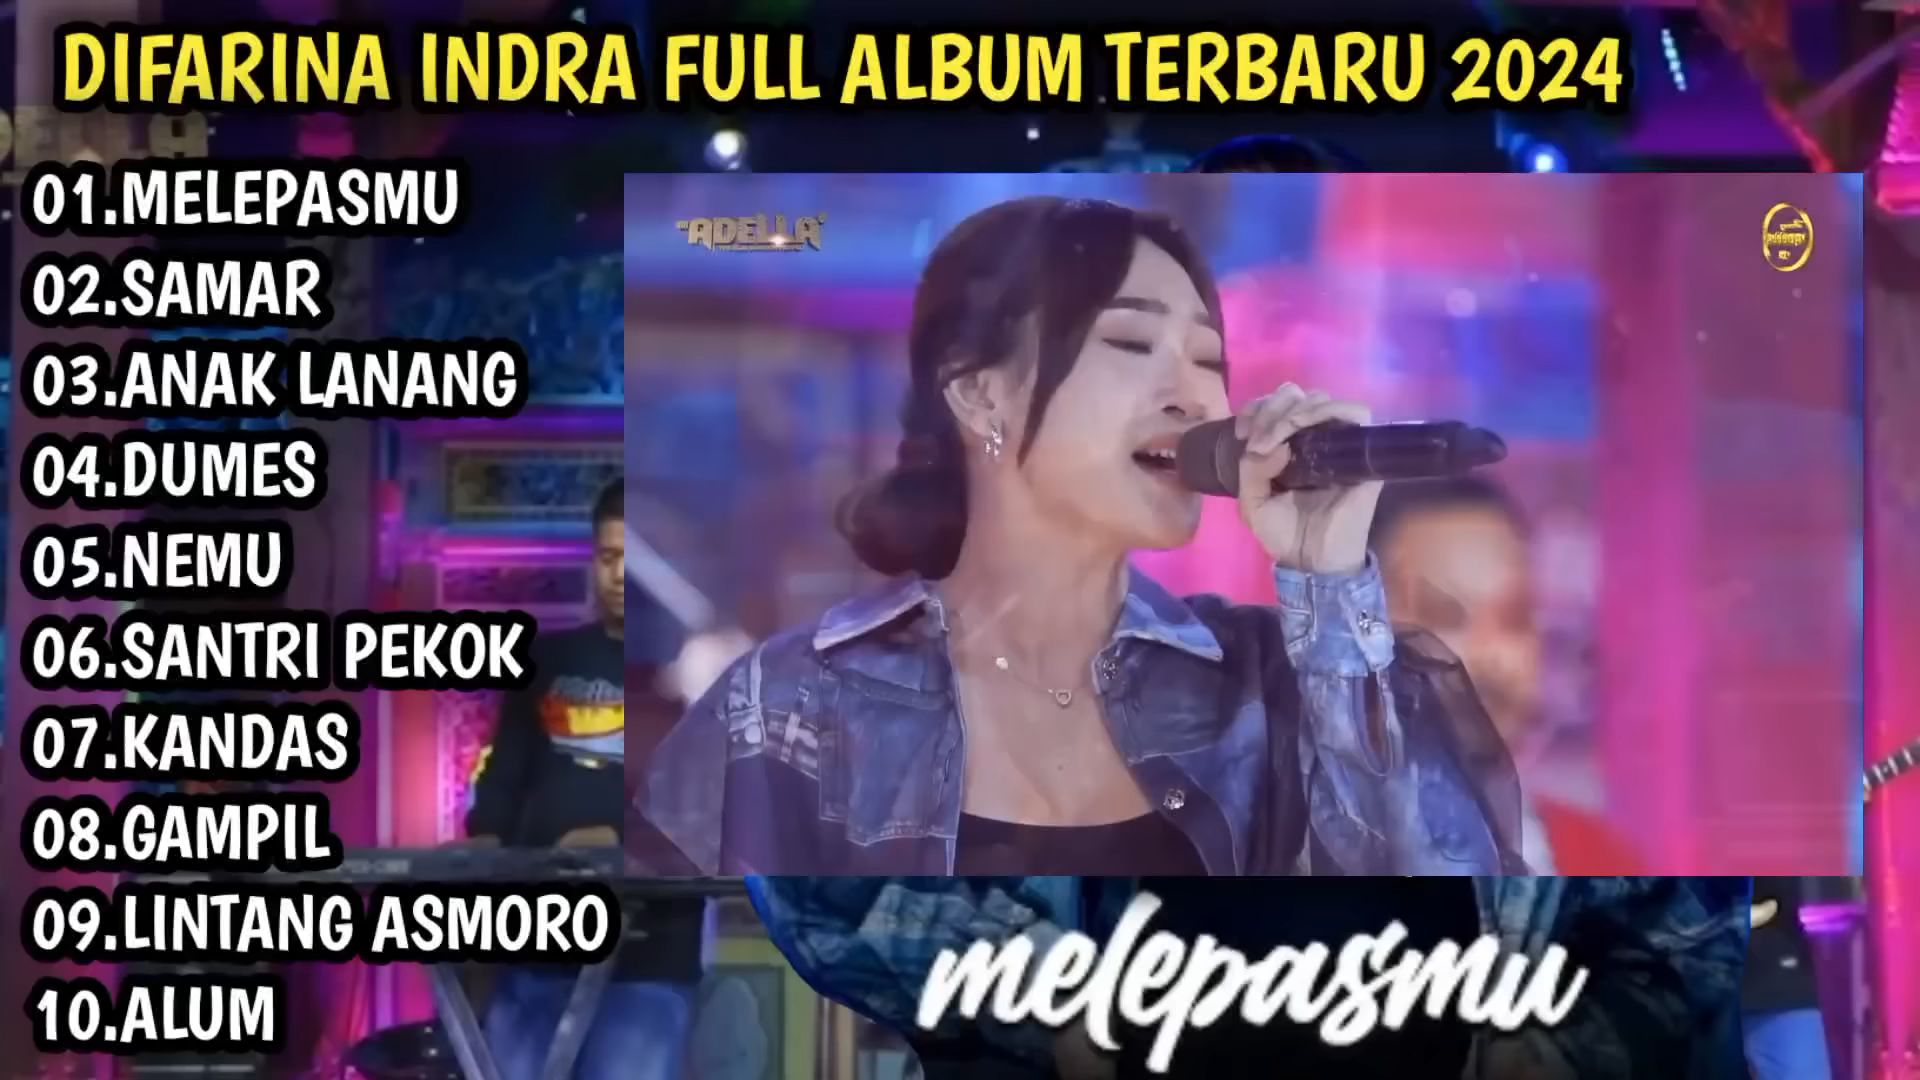 DIFARINA INDRA FULL ALBUM TERBARU 2024
01.MELEPASMU
02.SAMAR
03.ANAK LANANG
04.DUMES
05.NEMU
06.SANTRI PEKOK
07.KANDAS
08.GAMPIL
09.LINTANG ASMORO
10.ALUM
ADELLA
melepasmu